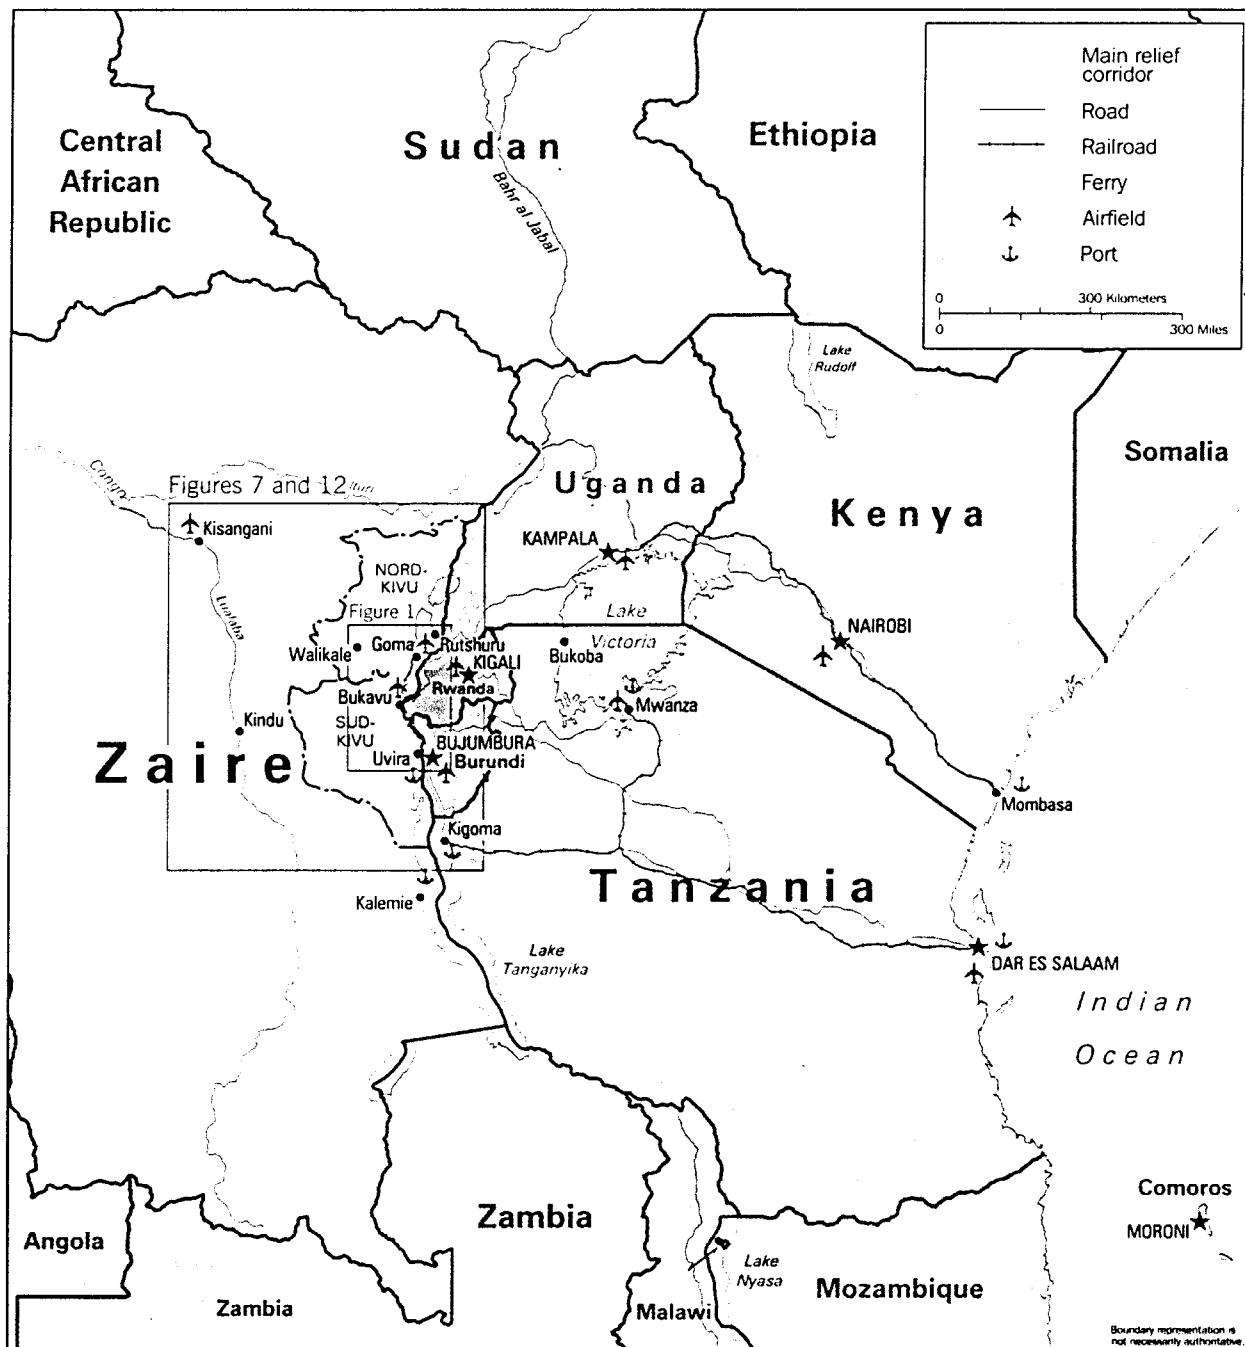 Main relief
corridor
Road
Railroad
Ferry
Airfield
Port
0
300 Kilometers
0
300 Miles
Central
African
Republic
Sudan
Ethiopia
Bahr al Jabal
Lake
Rudolf
Somalia
Congo
Figures 7 and 12
Ituri
Uganda
Kenya
Kisangani
KAMPALA
NORD-
KIVU
Lualaba
Figure 1
Lake
Victoria
NAIROBI
Walikale
Goma
Rutshuru
Bukoba
KIGALI
Bukavu
Rwanda
Mwanza
SUD-
KIVU
Kindu
Zaire
Uvira
BUJUMBURA
Burundi
Mombasa
Kigoma
Tanzania
Kalemie
Lake
Tanganyika
DAR ES SALAAM
Indian
Ocean
Comoros
MORONI
Zambia
Angola
Lake
Nyasa
Mozambique
Zambia
Malawi
Boundary representation is
not necessarily authoritative.